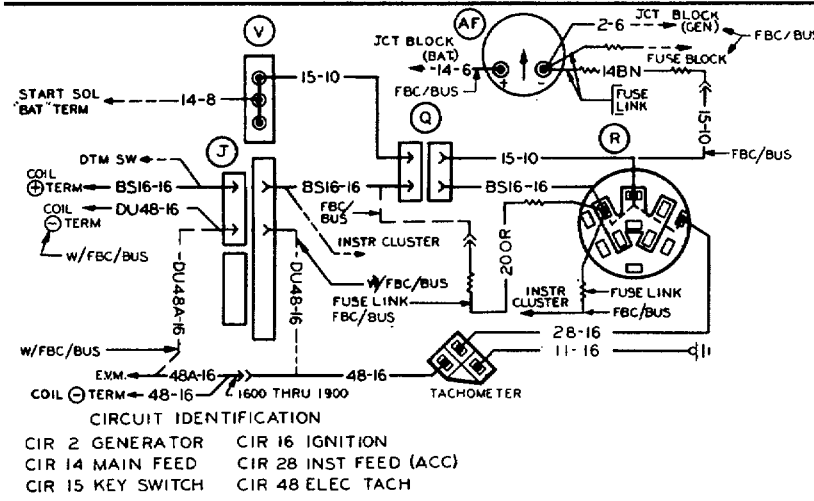 V
AF
2-6
JCT BLOCK
(GEN)
FBC/BUS
JCT BLOCK
(BAT.)
14-6
FUSE BLOCK
14BN
FBC/BUS
FUSE
LINK
15-10
START SOL
"BAT" TERM
14-8
15-10
Q
R
15-10
FBC/BUS
J
DTM SW
COIL
+ TERM
BS16-16
BS16-16
BS16-16
COIL
- TERM
DU48-16
FBC/
BUS
INSTR CLUSTER
W/FBC/BUS
DU48A-16
DU48-16
W/FBC/BUS
FUSE LINK
FBC/BUS
20OR
INSTR
CLUSTER
FUSE LINK
FBC/BUS
W/FBC/BUS
28-16
11-16
E.V.M.
48A-16
48-16
COIL - TERM
48-16
1600 THRU 1900
TACHOMETER
CIRCUIT IDENTIFICATION
CIR 2 GENERATOR CIR 16 IGNITION
CIR 14 MAIN FEED CIR 28 INST FEED (ACC)
CIR 15 KEY SWITCH CIR 48 ELEC TACH